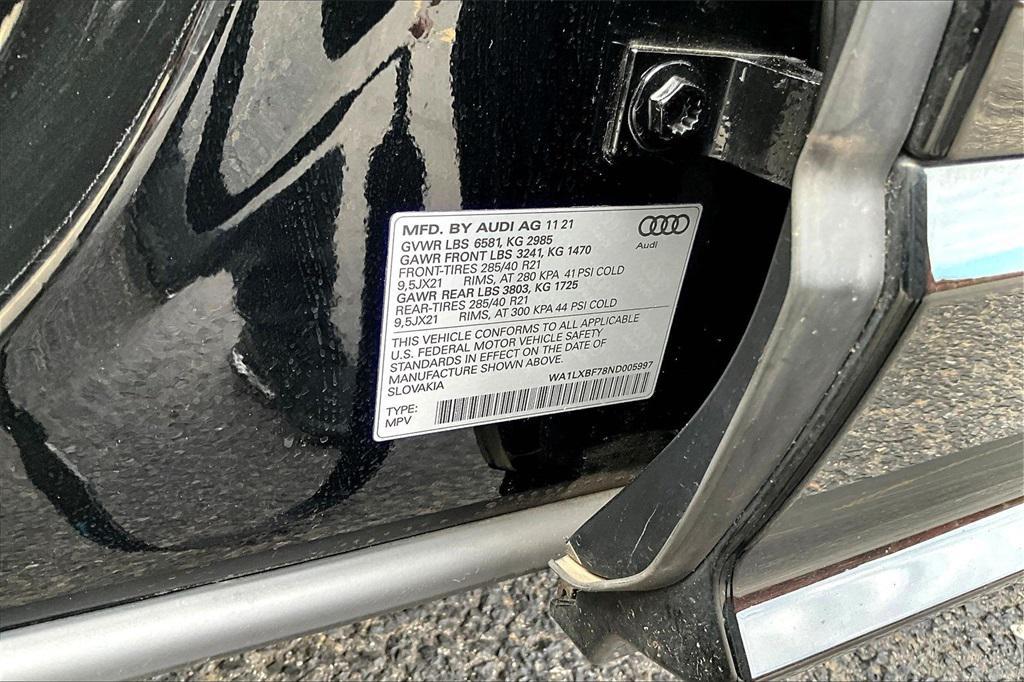 MFD. BY AUDI AG 11 21
GVWR LBS 6581, KG 2985
GAWR FRONT LBS 3241, KG 1470
FRONT-TIRES 285/40 R21
9,5JX21 RIMS, AT 280 KPA 41 PSI COLD
GAWR REAR LBS 3803, KG 1725
REAR-TIRES 285/40 R21
9,5JX21 RIMS, AT 300 KPA 44 PSI COLD
Audi
THIS VEHICLE CONFORMS TO ALL APPLICABLE
U.S. FEDERAL MOTOR VEHICLE SAFETY
STANDARDS IN EFFECT ON THE DATE OF
MANUFACTURE SHOWN ABOVE.
SLOVAKIA
WA1LXBF78ND005997
TYPE:
MPV